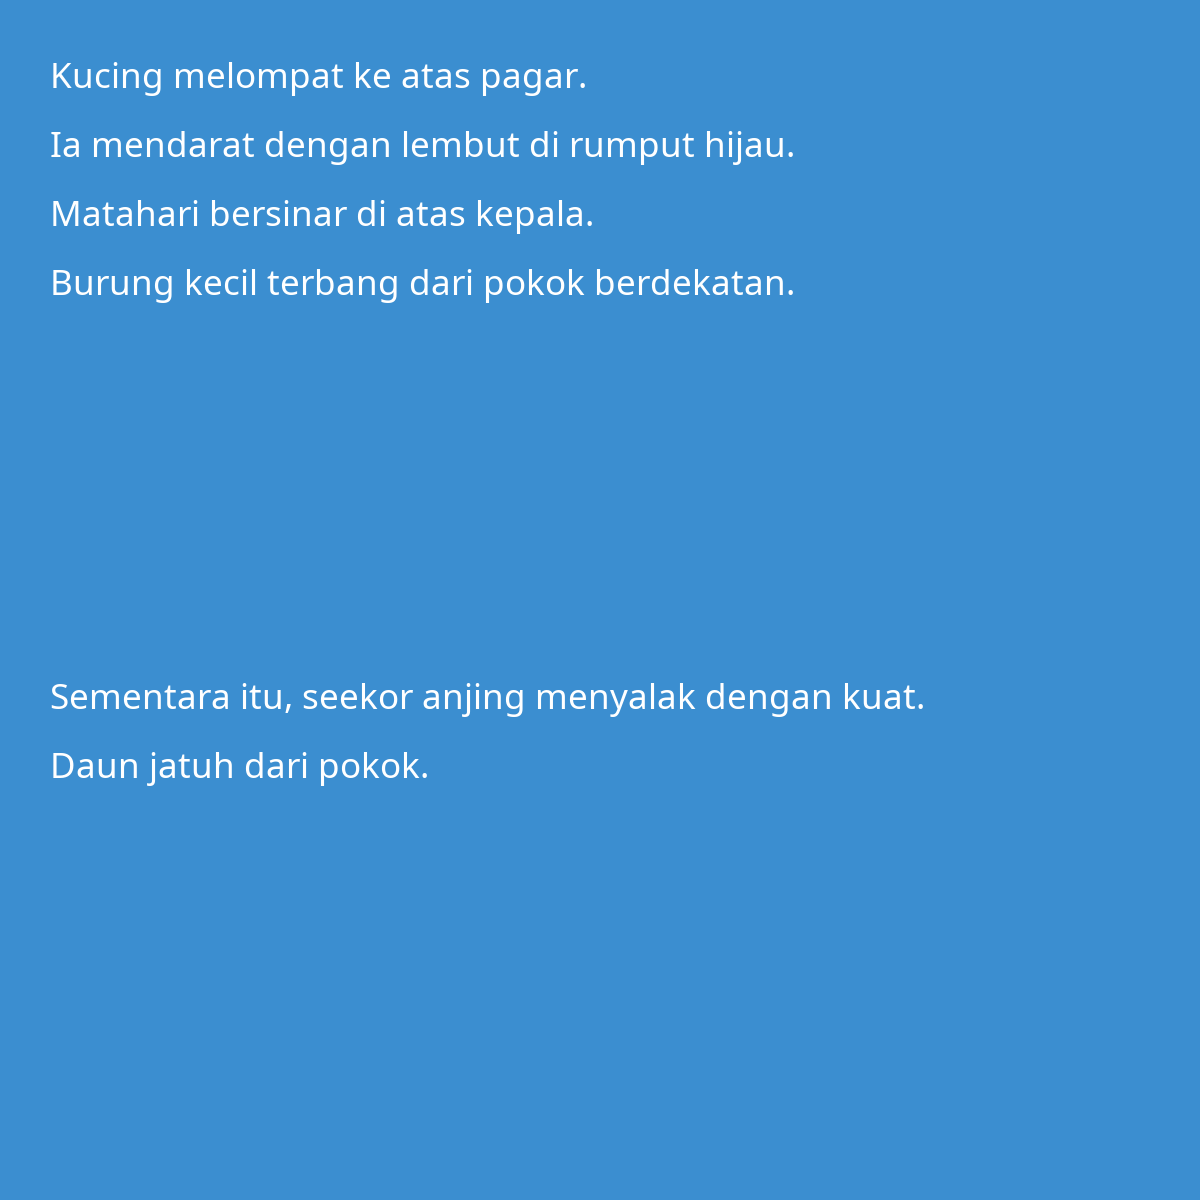 Kucing melompat ke atas pagar.
Ia mendarat dengan lembut di rumput hijau.
Matahari bersinar di atas kepala.
Burung kecil terbang dari pokok berdekatan.
Sementara itu, seekor anjing menyalak dengan kuat.
Daun jatuh dari pokok.